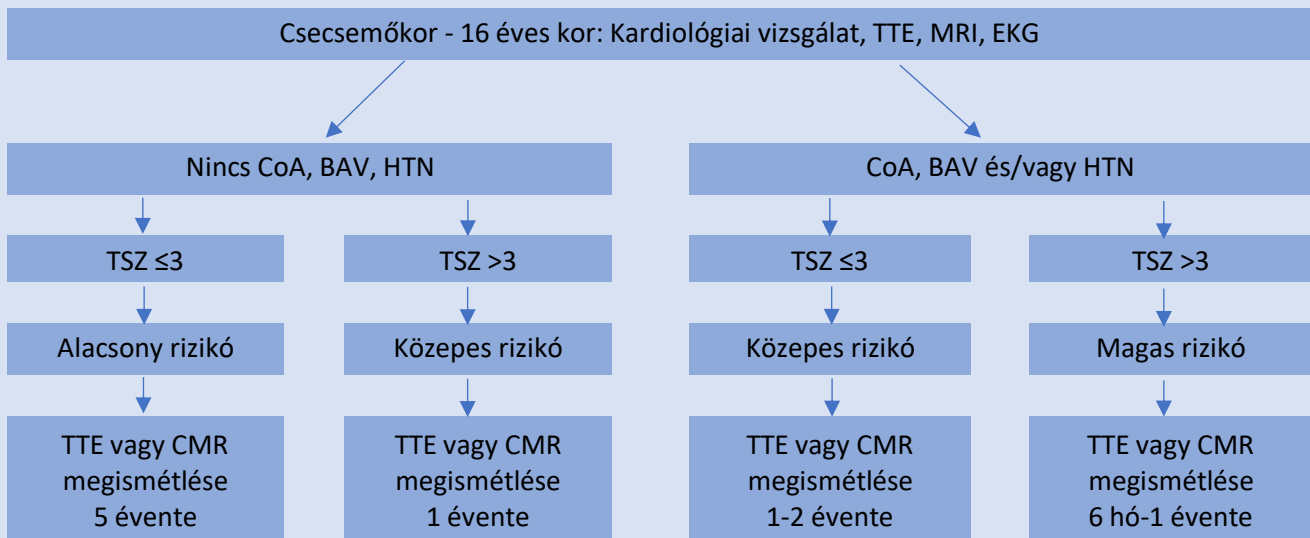 Csecsemőkor - 16 éves kor: Kardiológiai vizsgálat, TTE, MRI, EKG
Nincs CoA, BAV, HTN
CoA, BAV és/vagy HTN
TSZ ≤3
TSZ >3
TSZ ≤3
TSZ >3
Alacsony rizikó
Közepes rizikó
Közepes rizikó
Magas rizikó
TTE vagy CMR
megismétlése
5 évente
TTE vagy CMR
megismétlése
1 évente
TTE vagy CMR
megismétlése
1-2 évente
TTE vagy CMR
megismétlése
6 hó-1 évente